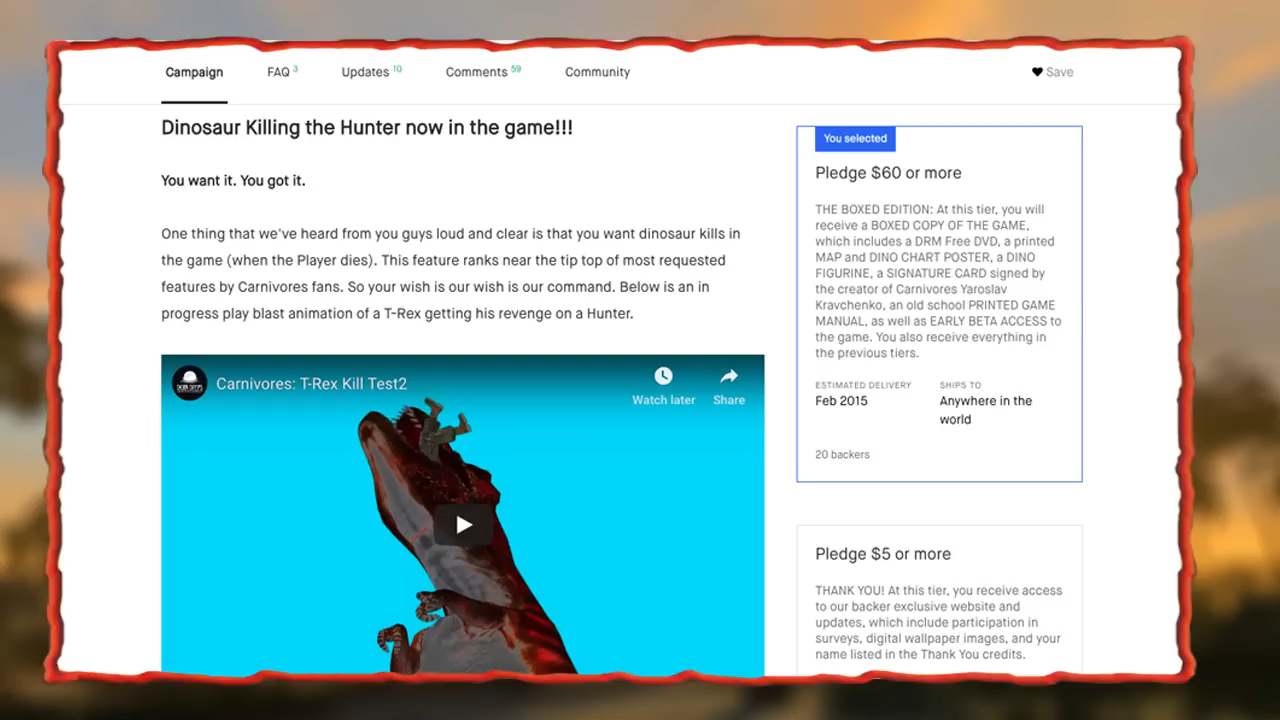 Campaign FAQ 3 Updates 10 Comments 59 Community Save
Dinosaur Killing the Hunter now in the game!!!
You want it. You got it.
One thing that we've heard from you guys loud and clear is that you want dinosaur kills in
the game (when the Player dies). This feature ranks near the tip top of most requested
features by Carnivores fans. So your wish is our wish is our command. Below is an in
progress play blast animation of a T-Rex getting his revenge on a Hunter.
Carnivores: T-Rex Kill Test2
Watch later Share
You selected
Pledge $60 or more
THE BOXED EDITION: At this tier, you will
receive a BOXED COPY OF THE GAME,
which includes a DRM Free DVD, a printed
MAP and DINO CHART POSTER, a DINO
FIGURINE, a SIGNATURE CARD signed by
the creator of Carnivores Yaroslav
Kravchenko, an old school PRINTED GAME
MANUAL, as well as EARLY BETA ACCESS to
the game. You also receive everything in
the previous tiers.
ESTIMATED DELIVERY SHIPS TO
Feb 2015 Anywhere in the
world
20 backers
Pledge $5 or more
THANK YOU! At this tier, you receive access
to our backer exclusive website and
updates, which include participation in
surveys, digital wallpaper images, and your
name listed in the Thank You credits.